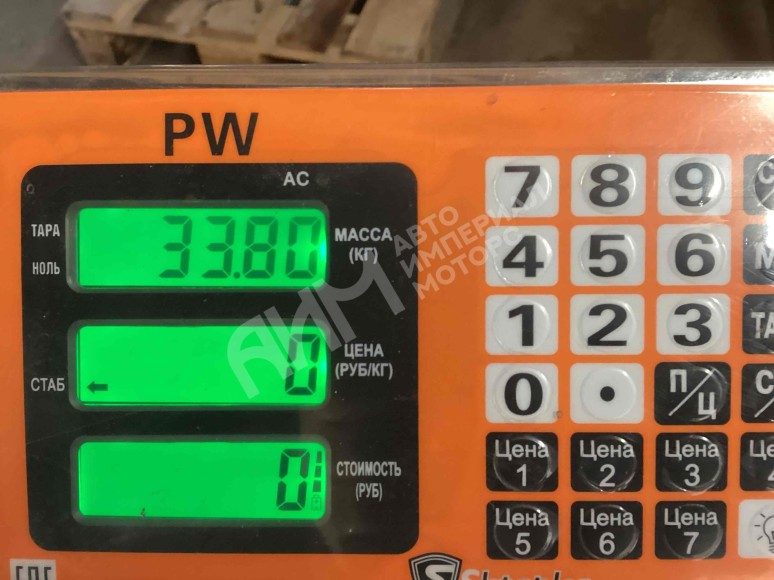 PW
AC
ТАРА
НОЛЬ
33.80
МАССА
(КГ)
СТАБ
0
ЦЕНА
(РУБ/КГ)
0
СТОИМОСТЬ
(РУБ)
7 8 9
4 5 6
1 2 3
0 • П/Ц
Цена 1
Цена 2
Цена 3
Цена 5
Цена 6
Цена 7
АИМ
АВТО
ИМПЕРИАЛ
МОТОРС